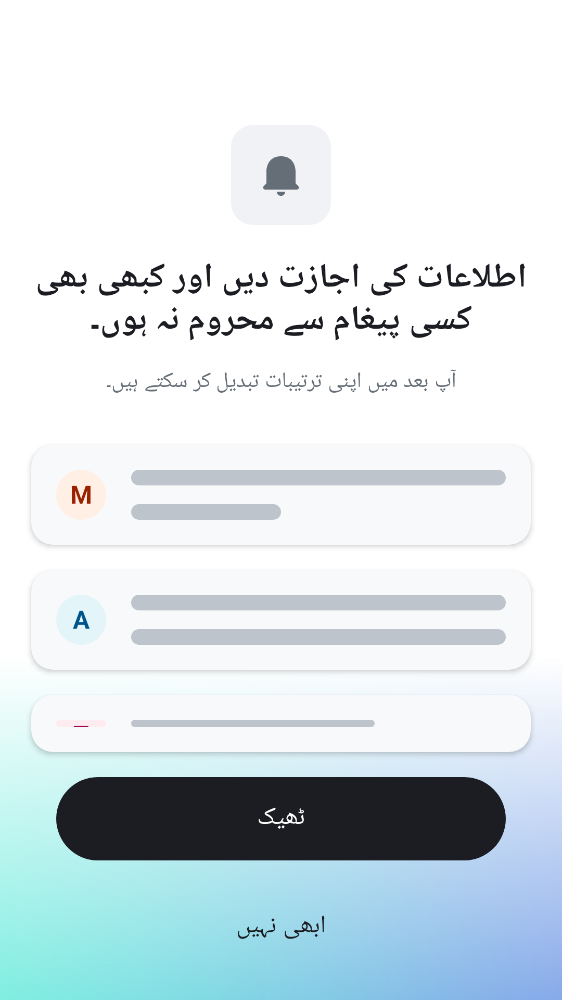 اطلاعات کی اجازت دیں اور کبھی بھی
کسی پیغام سے محروم نہ ہوں۔
آپ بعد میں اپنی ترتیبات تبدیل کر سکتے ہیں۔
M
A
ٹھیک
ابھی نہیں